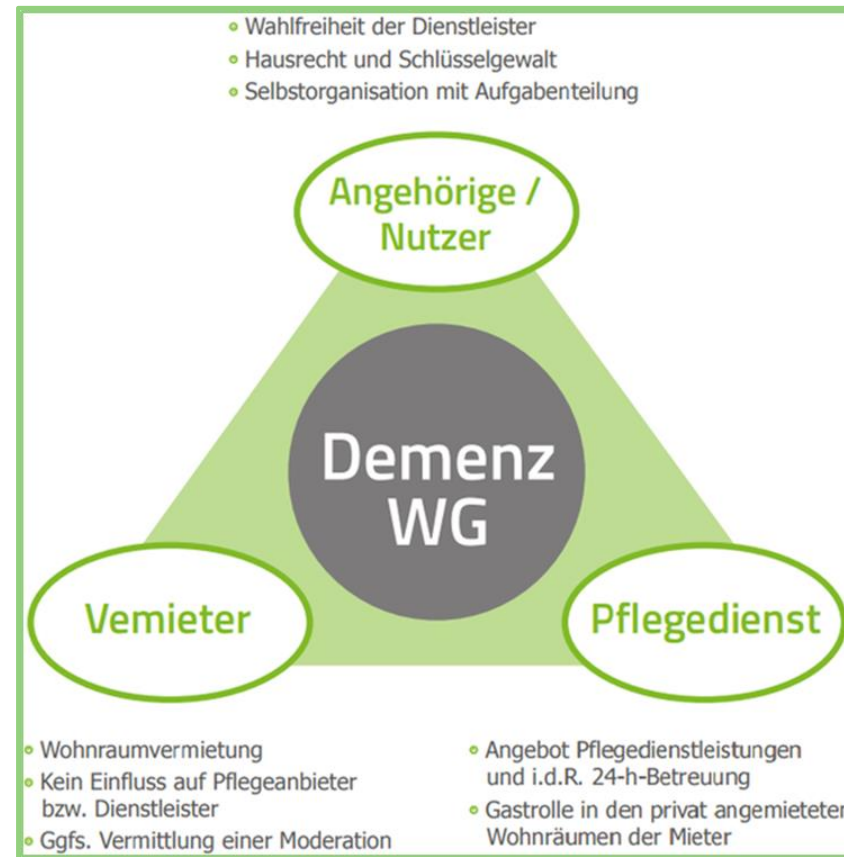 Wahlfreiheit der Dienstleister
Hausrecht und Schlüsselgewalt
Selbstorganisation mit Aufgabenteilung
Angehörige /
Nutzer
Demenz
WG
Vemieter
Pflegedienst
Wohnraumvermietung
Kein Einfluss auf Pflegeanbieter
bzw. Dienstleister
Ggfs. Vermittlung einer Moderation
Angebot Pflegedienstleistungen
und i.d.R. 24-h-Betreuung
Gastrolle in den privat angemieteten
Wohnräumen der Mieter